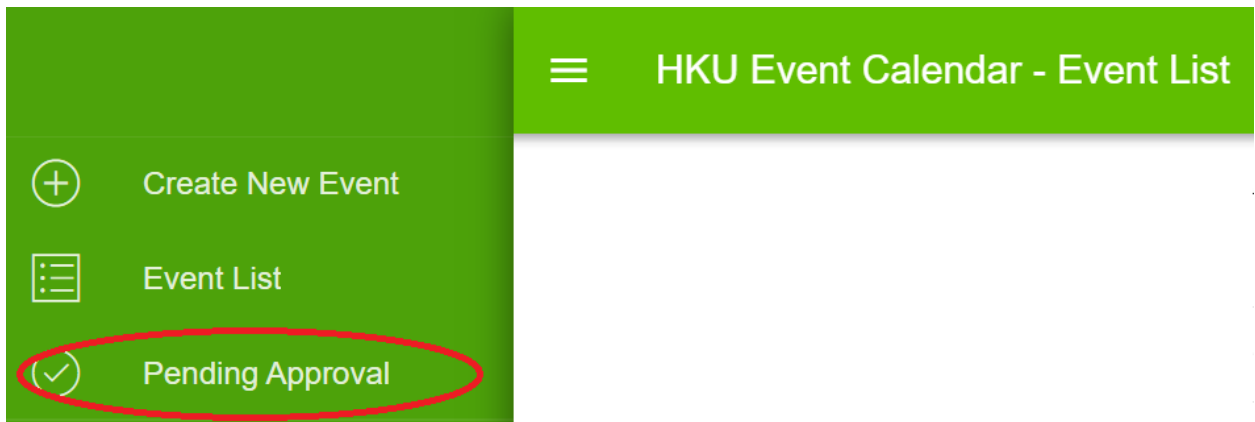 HKU Event Calendar - Event List
Create New Event
Event List
Pending Approval